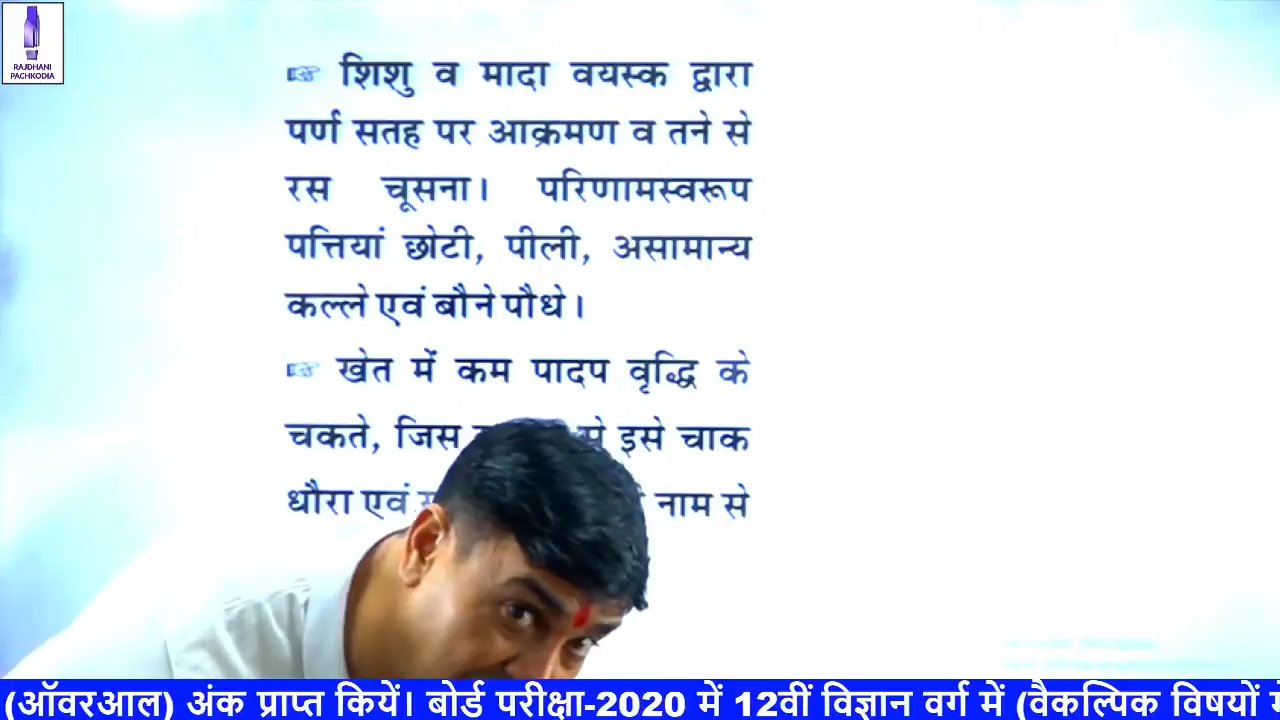 RAJDHANI
PACHKODIA
☞ शिशु व मादा वयस्क द्वारा
पर्ण सतह पर आक्रमण व तने से
रस चूसना। परिणामस्वरूप
पत्तियां छोटी, पीली, असामान्य
कल्ले एवं बौने पौधे।
☞ खेत में कम पादप वृद्धि के
चकते, जिस से इसे चाक
धौरा एवं नाम से
(ऑवरआल) अंक प्राप्त कियें। बोर्ड परीक्षा-2020 में 12वीं विज्ञान वर्ग में (वैकल्पिक विषयों